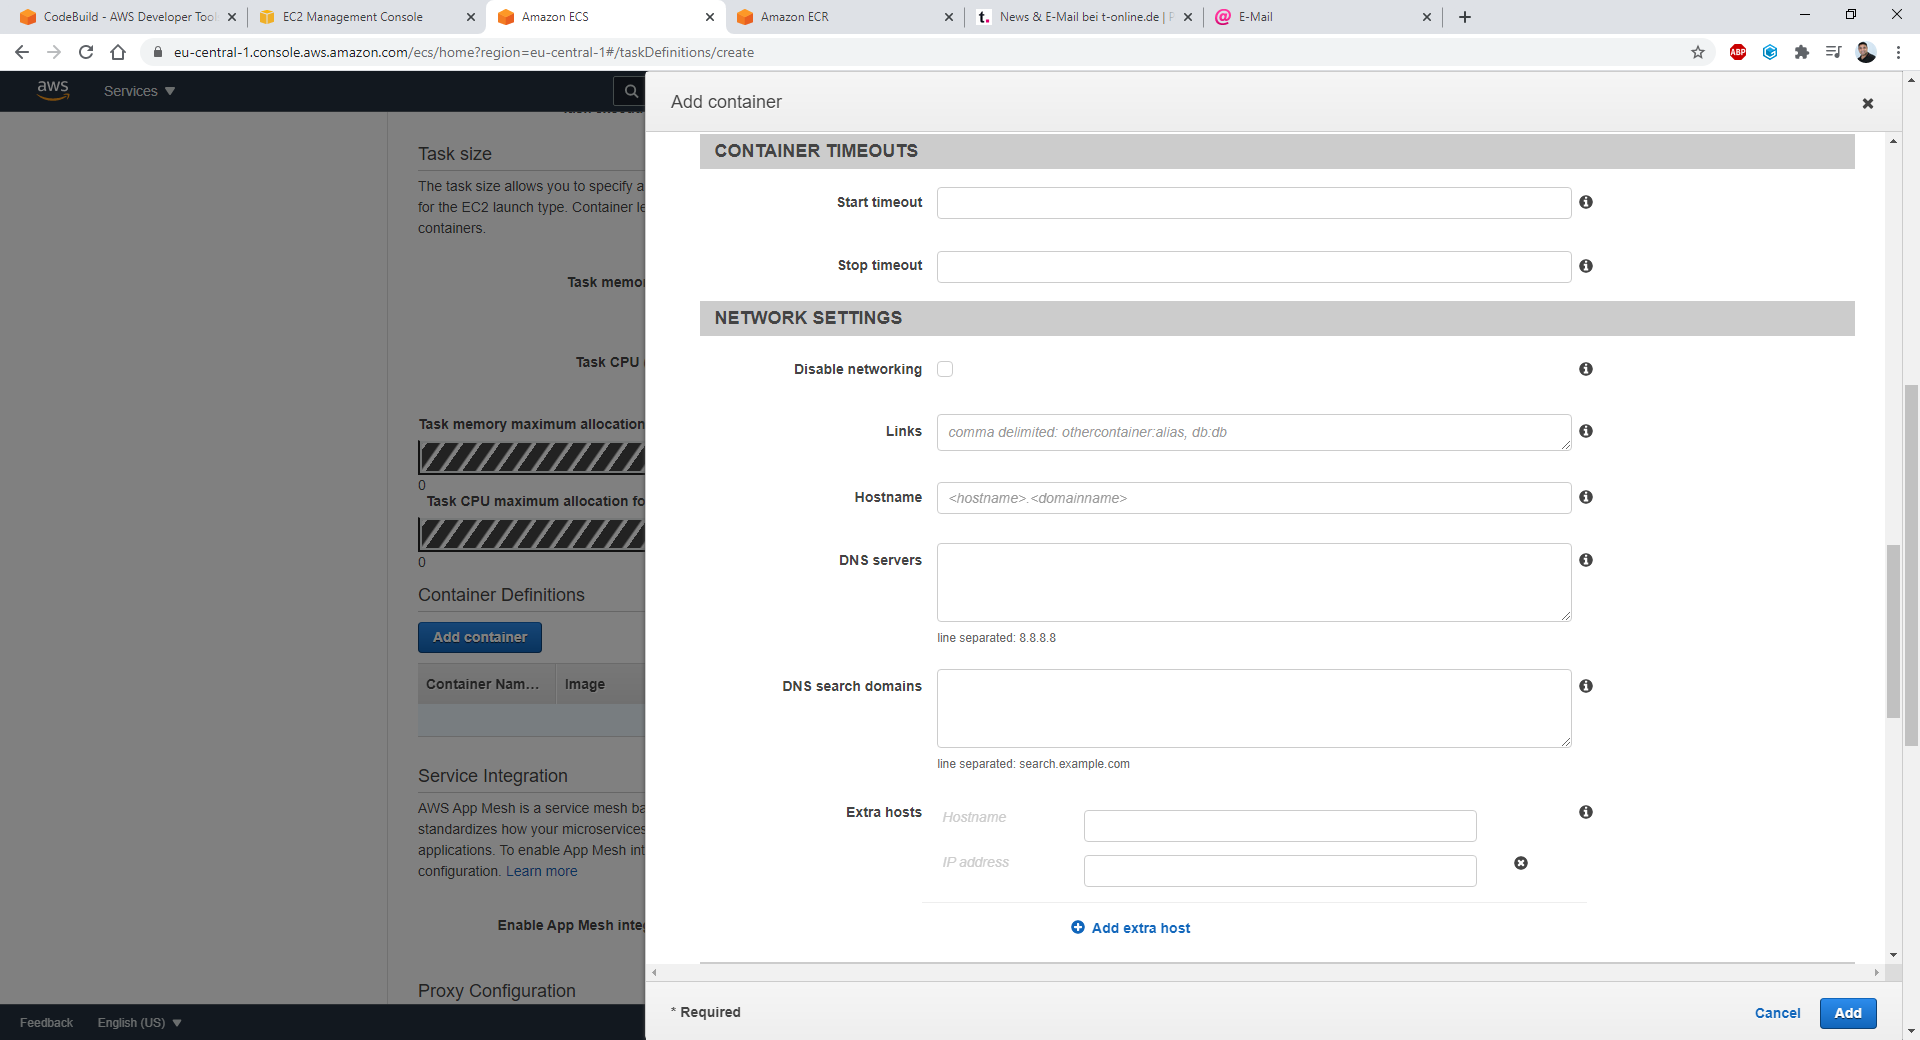 CodeBuild - AWS Developer Tool
EC2 Management Console
Amazon ECS
Amazon ECR
t.
News & E-Mail bei t-online.de | P
@
E-Mail
eu-central-1.console.aws.amazon.com/ecs/home?region=eu-central-1#/taskDefinitions/create
ABP
aws
Services
Task size
The task size allows you to specify a
for the EC2 launch type. Container le
containers.
Task memor
Task CPU (
Task memory maximum allocation
0
Task CPU maximum allocation fo
0
Container Definitions
Add container
Container Nam...
Image
Service Integration
AWS App Mesh is a service mesh ba
standardizes how your microservices
applications. To enable App Mesh int
configuration. Learn more
Enable App Mesh integ
Proxy Configuration
Feedback
English (US)
Add container
CONTAINER TIMEOUTS
Start timeout
Stop timeout
NETWORK SETTINGS
Disable networking
Links
comma delimited: othercontainer:alias, db:db
Hostname
<hostname>.<domainname>
DNS servers
line separated: 8.8.8.8
DNS search domains
line separated: search.example.com
Extra hosts
Hostname
IP address
Add extra host
* Required
Cancel
Add